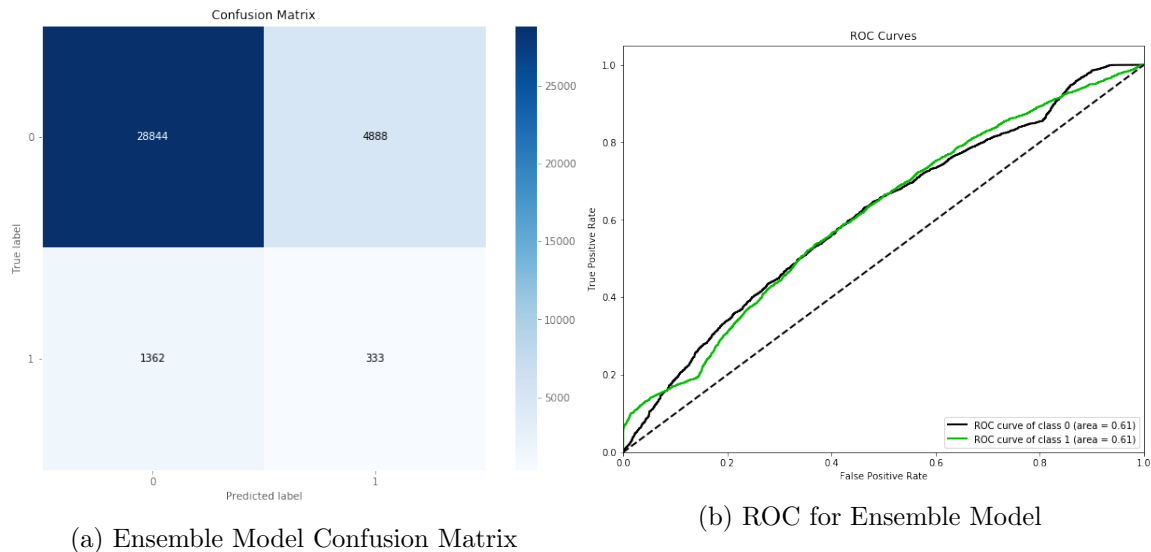 Confusion Matrix
0
1
True label
28844
4888
1362
333
0
1
Predicted label
25000
20000
15000
10000
5000
(a) Ensemble Model Confusion Matrix
ROC Curves
1.0
0.8
0.6
0.4
0.2
0.0
True Positive Rate
ROC curve of class 0 (area = 0.61)
ROC curve of class 1 (area = 0.61)
0.0
0.2
0.4
0.6
0.8
1.0
False Positive Rate
(b) ROC for Ensemble Model